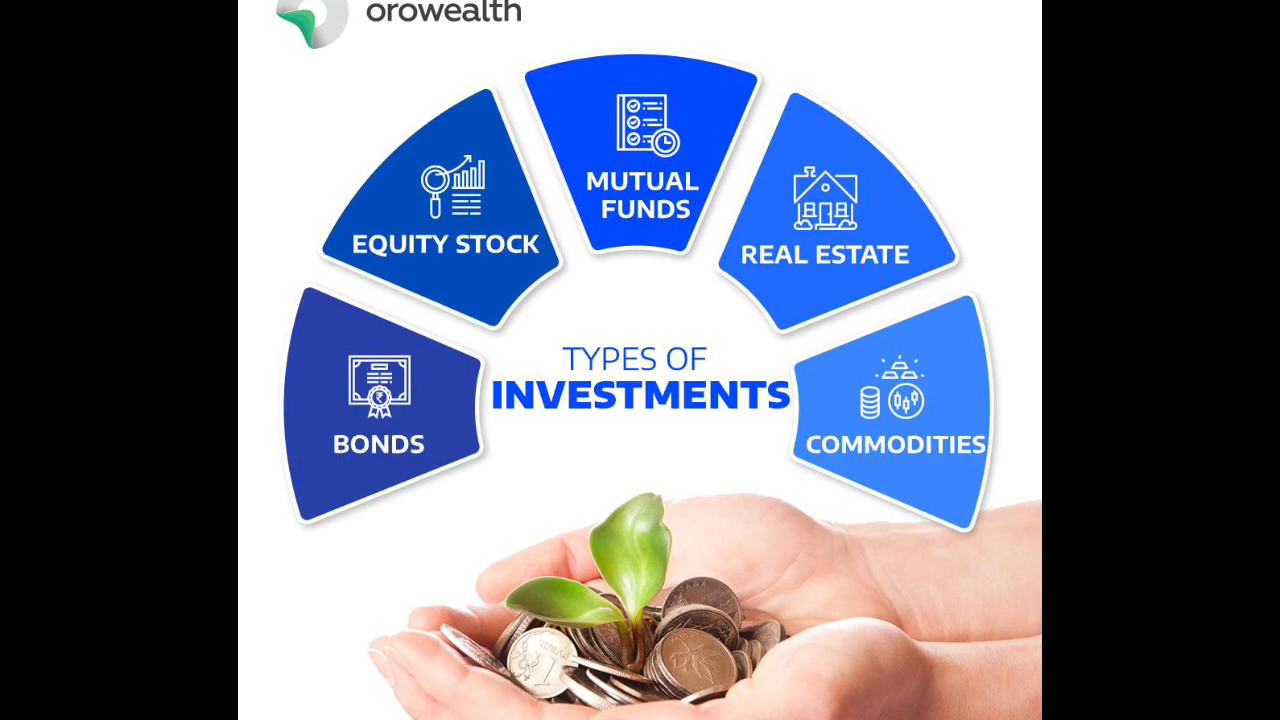 orowealth
MUTUAL
FUNDS
EQUITY STOCK
REAL ESTATE
TYPES OF
INVESTMENTS
BONDS
COMMODITIES